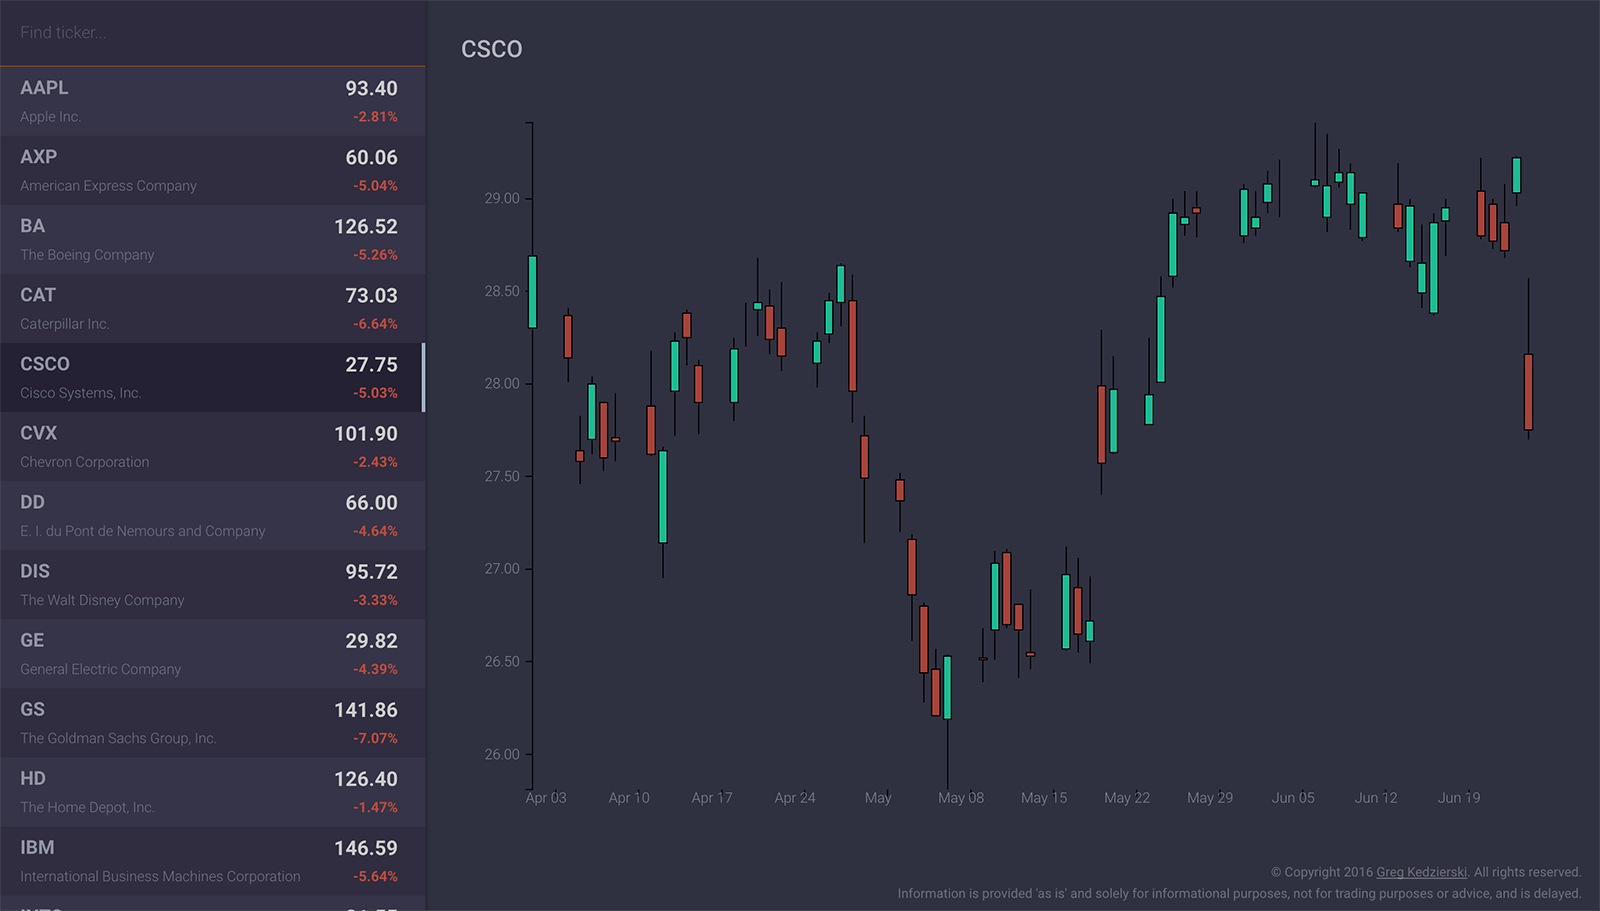 Find ticker...
AAPL 93.40
Apple Inc. -2.81%
AXP 60.06
American Express Company -5.04%
BA 126.52
The Boeing Company -5.26%
CAT 73.03
Caterpillar Inc. -6.64%
CSCO 27.75
Cisco Systems, Inc. -5.03%
CVX 101.90
Chevron Corporation -2.43%
DD 66.00
E. I. du Pont de Nemours and Company -4.64%
DIS 95.72
The Walt Disney Company -3.33%
GE 29.82
General Electric Company -4.39%
GS 141.86
The Goldman Sachs Group, Inc. -7.07%
HD 126.40
The Home Depot, Inc. -1.47%
IBM 146.59
International Business Machines Corporation -5.64%
CSCO
29.00
28.50
28.00
27.50
27.00
26.50
26.00
Apr 03 Apr 10 Apr 17 Apr 24 May May 08 May 15 May 22 May 29 Jun 05 Jun 12 Jun 19
© Copyright 2016 Greg Kedzierski. All rights reserved.
Information is provided 'as is' and solely for informational purposes, not for trading purposes or advice, and is delayed.